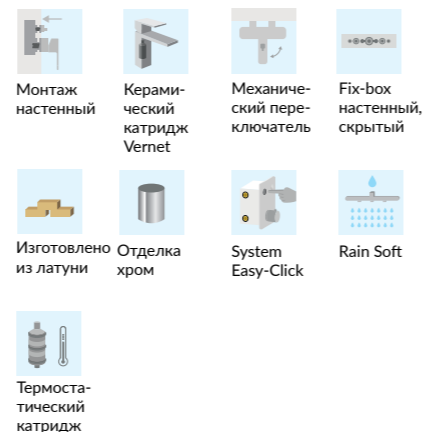 Монтаж
настенный
Керами-
ческий
катридж
Vernet
Механиче-
ский пере-
ключатель
Fix-box
настенный,
скрытый
Изготовлено
из латуни
Отделка
хром
System
Easy-Click
Rain Soft
Термоста-
тический
катридж